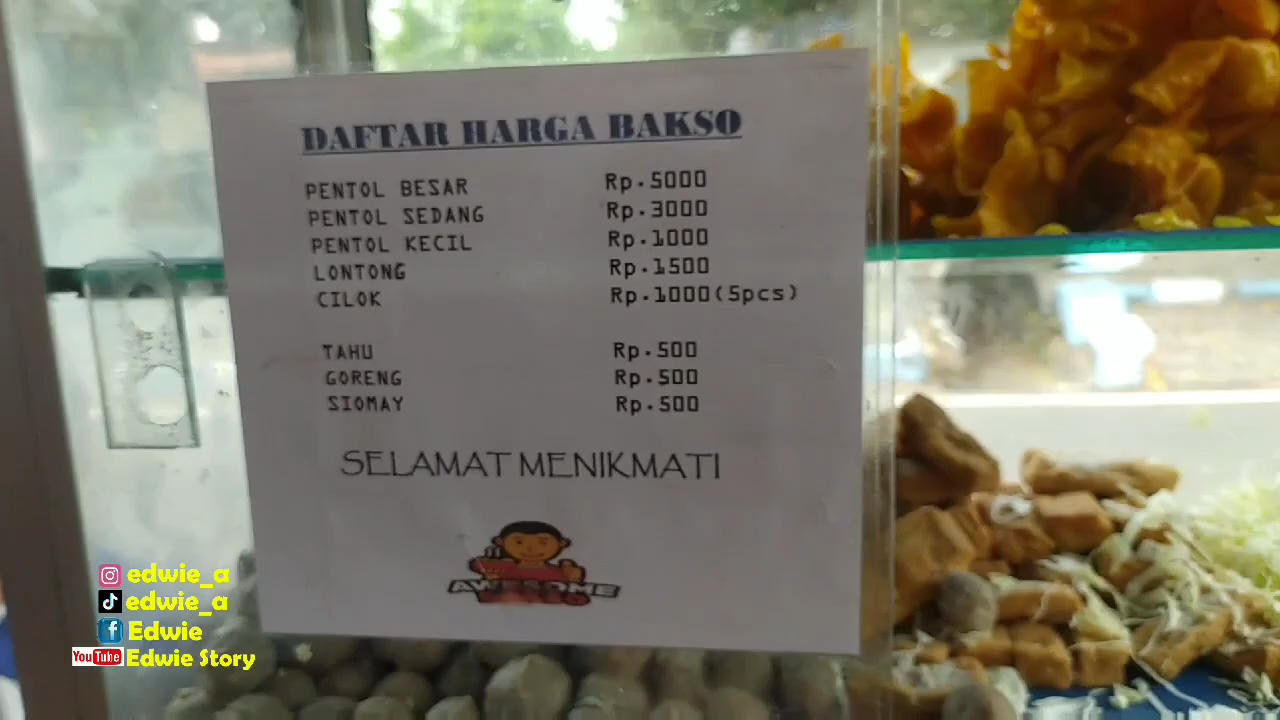 DAFTAR HARGA BAKSO
PENTOL BESAR Rp.5000
PENTOL SEDANG Rp.3000
PENTOL KECIL Rp.1000
LONTONG Rp.1500
CILOK Rp.1000(5pcs)
TAHU Rp.500
GORENG Rp.500
SIOMAY Rp.500
SELAMAT MENIKMATI
AWESOME
edwie_a
edwie_a
Edwie
YouTube Edwie Story